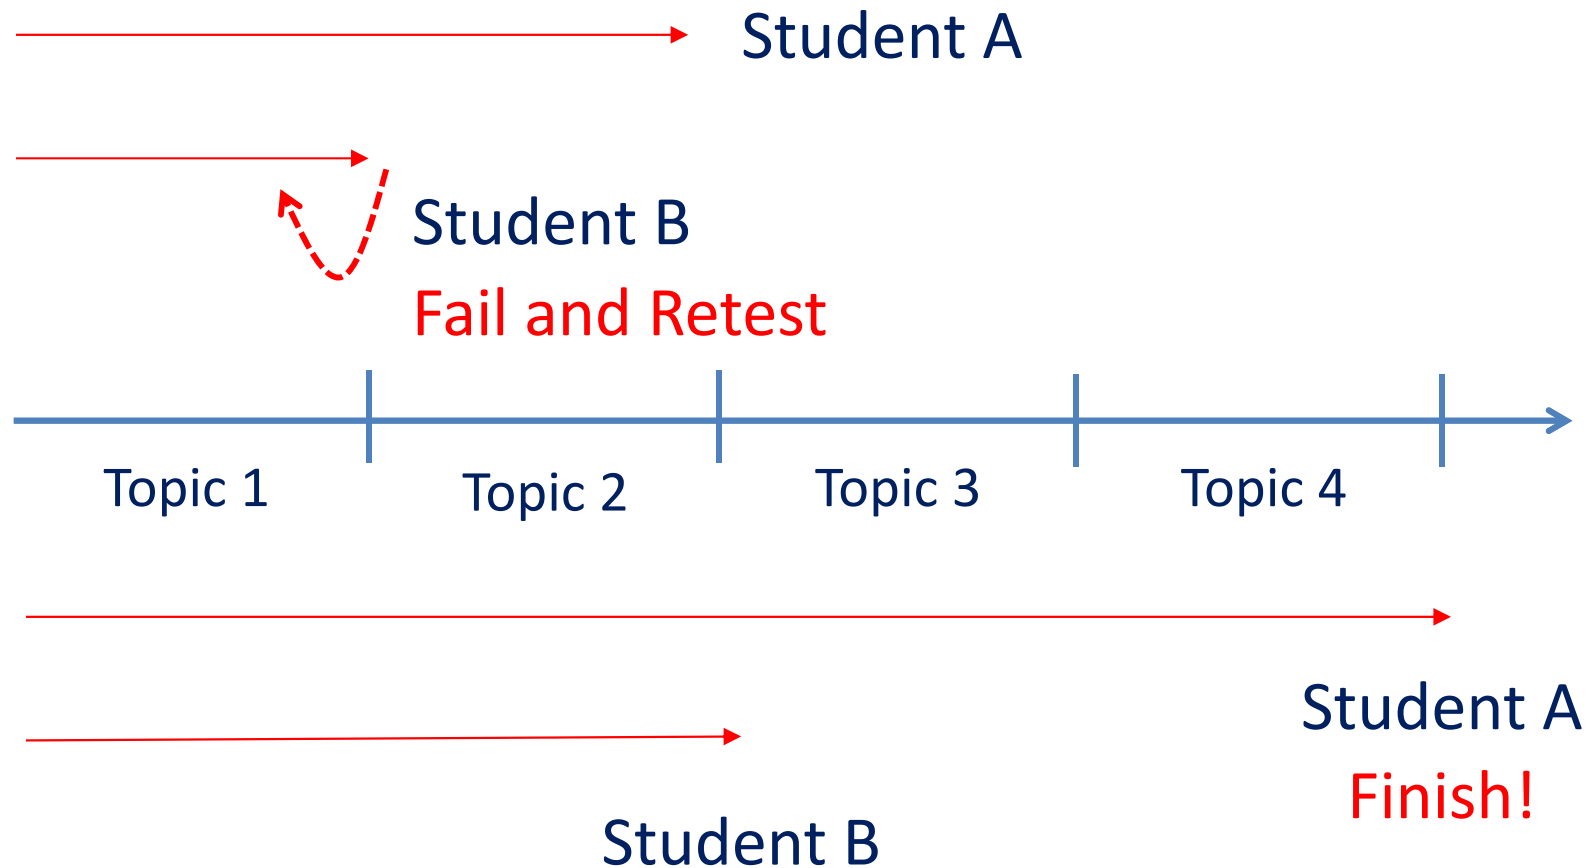 Student A
Student B
Fail and Retest
Topic 1
Topic 2
Topic 3
Topic 4
Student A
Finish!
Student B